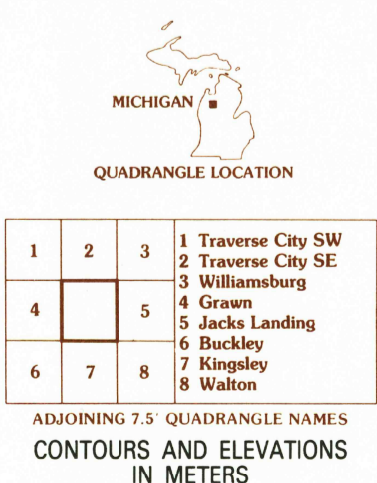 MICHIGAN
QUADRANGLE LOCATION
1 2 3
4 5
6 7 8
1 Traverse City SW
2 Traverse City SE
3 Williamsburg
4 Grawn
5 Jacks Landing
6 Buckley
7 Kingsley
8 Walton
ADJOINING 7.5' QUADRANGLE NAMES
CONTOURS AND ELEVATIONS
IN METERS